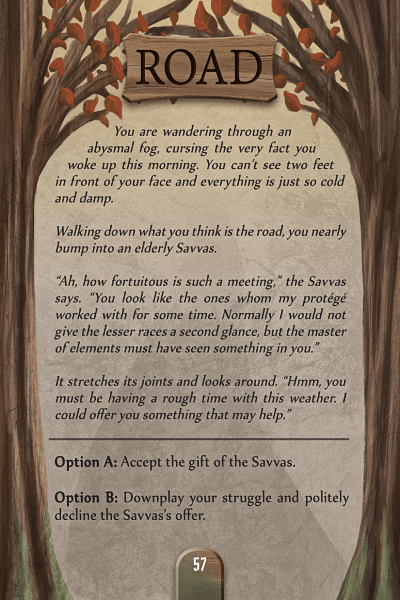 ROAD
You are wandering through an
abysmal fog, cursing the very fact you
woke up this morning. You can't see two feet
in front of your face and everything is just so cold
and damp.
Walking down what you think is the road, you nearly
bump into an elderly Savvas.
“Ah, how fortuitous is such a meeting,” the Savvas
says. “You look like the ones whom my protégé
worked with for some time. Normally I would not
give the lesser races a second glance, but the master
of elements must have seen something in you.”
It stretches its joints and looks around. “Hmm, you
must be having a rough time with this weather. I
could offer you something that may help.”
Option A: Accept the gift of the Savvas.
Option B: Downplay your struggle and politely
decline the Savvas's offer.
57